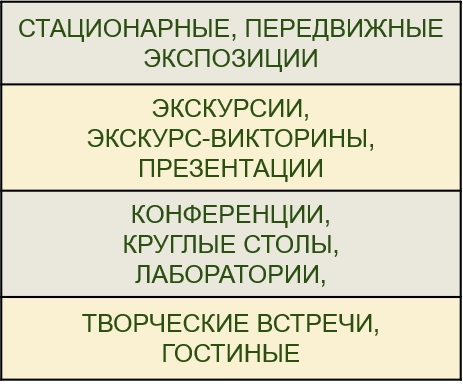 СТАЦИОНАРНЫЕ, ПЕРЕДВИЖНЫЕ
ЭКСПОЗИЦИИ
ЭКСКУРСИИ,
ЭКСКУРС-ВИКТОРИНЫ,
ПРЕЗЕНТАЦИИ
КОНФЕРЕНЦИИ,
КРУГЛЫЕ СТОЛЫ,
ЛАБОРАТОРИИ,
ТВОРЧЕСКИЕ ВСТРЕЧИ,
ГОСТИНЫЕ